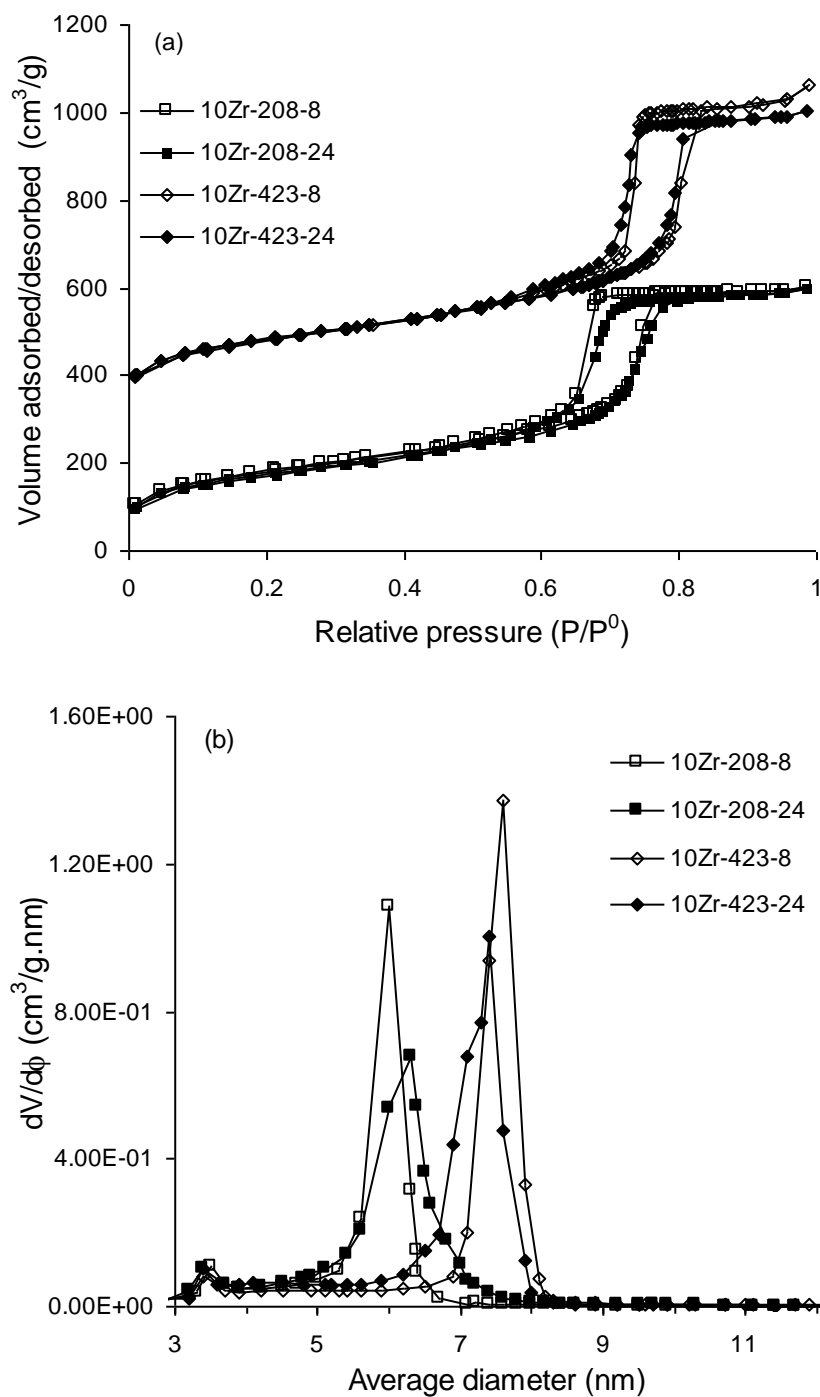 (a)
1200
1000
800
600
400
200
0
Volume adsorbed/desorbed (cm³/g)
10Zr-208-8
10Zr-208-24
10Zr-423-8
10Zr-423-24
0 0.2 0.4 0.6 0.8 1
Relative pressure (P/P⁰)
(b)
1.60E+00
1.20E+00
8.00E-01
4.00E-01
0.00E+00
dV/dϕ (cm³/g.nm)
10Zr-208-8
10Zr-208-24
10Zr-423-8
10Zr-423-24
3 5 7 9 11
Average diameter (nm)